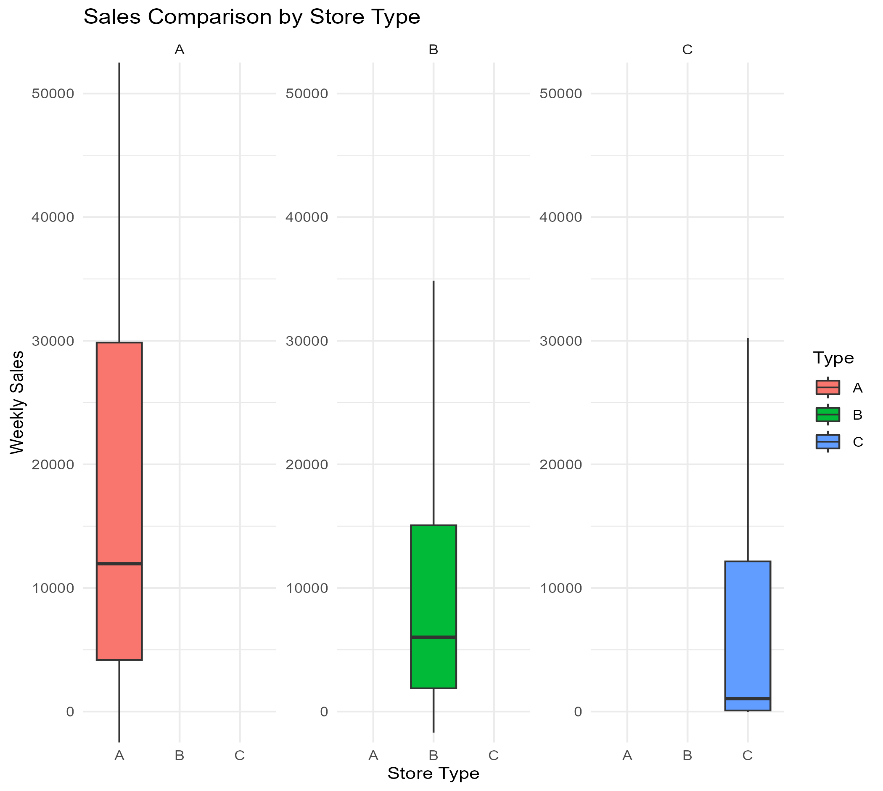 Sales Comparison by Store Type
A
B
C
50000
40000
30000
20000
10000
0
50000
40000
30000
20000
10000
0
50000
40000
30000
20000
10000
0
A B C
A B C
A B C
Store Type
Weekly Sales
Type
A
B
C